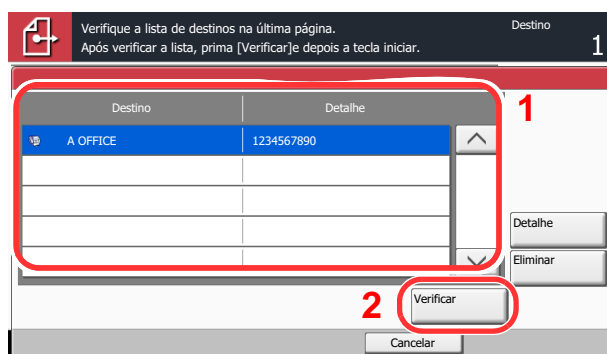 Verifique a lista de destinos na última página.
Após verificar a lista, prima [Verificar]e depois a tecla iniciar.
Destino
1
Destino
Detalhe
1
A OFFICE
1234567890
Detalhe
Eliminar
2
Verificar
Cancelar